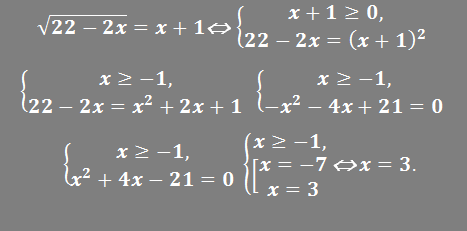 √22 − 2x = x + 1⇔{ x + 1 ≥ 0, 22 − 2x = (x + 1)²
{ x ≥ −1, 22 − 2x = x² + 2x + 1 { x ≥ −1, −x² − 4x + 21 = 0
{ x ≥ −1, x² + 4x − 21 = 0 { x ≥ −1, [ x = −7 x = 3 ⇔x = 3.